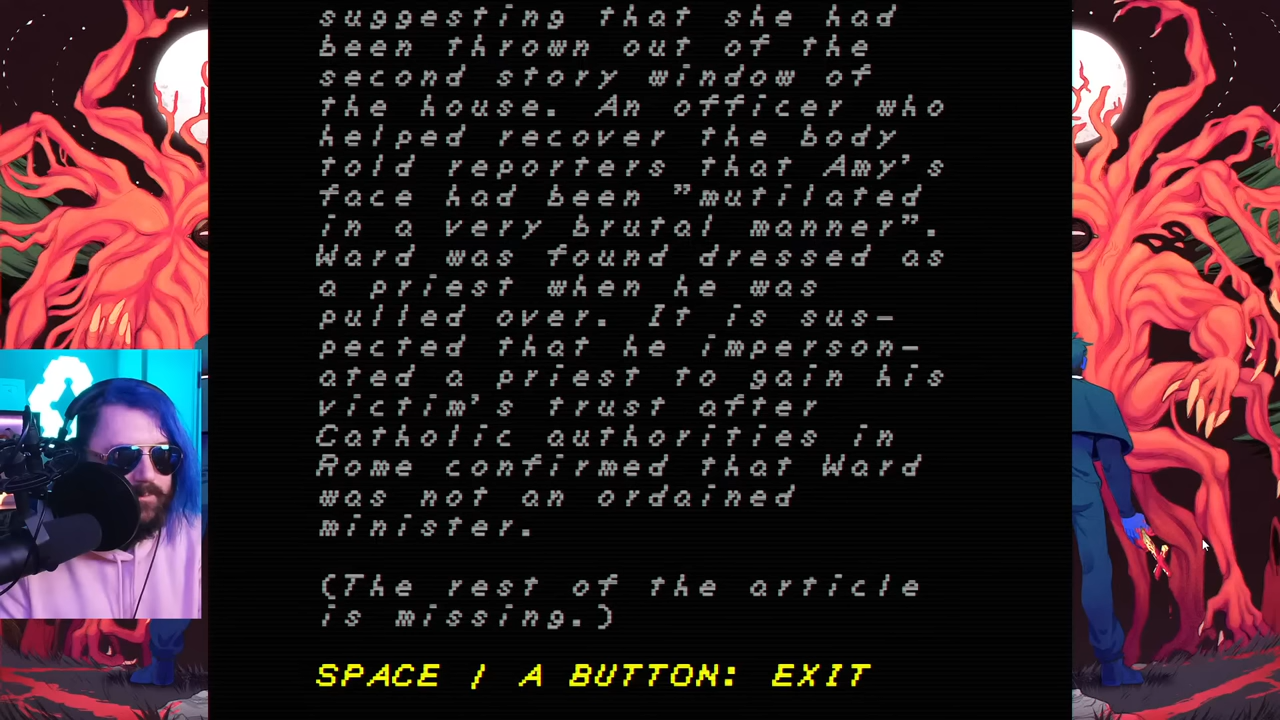 suggesting that she had
been thrown out of the
second story window of
the house. An officer who
helped recover the body
told reporters that Amy's
face had been "mutilated
in a very brutal manner".
Ward was found dressed as
a priest when he was
pulled over. It is sus-
pected that he imperson-
ated a priest to gain his
victim's trust after
Catholic authorities in
Rome confirmed that Ward
was not an ordained
minister.
(The rest of the article
is missing.)
SPACE / A BUTTON: EXIT